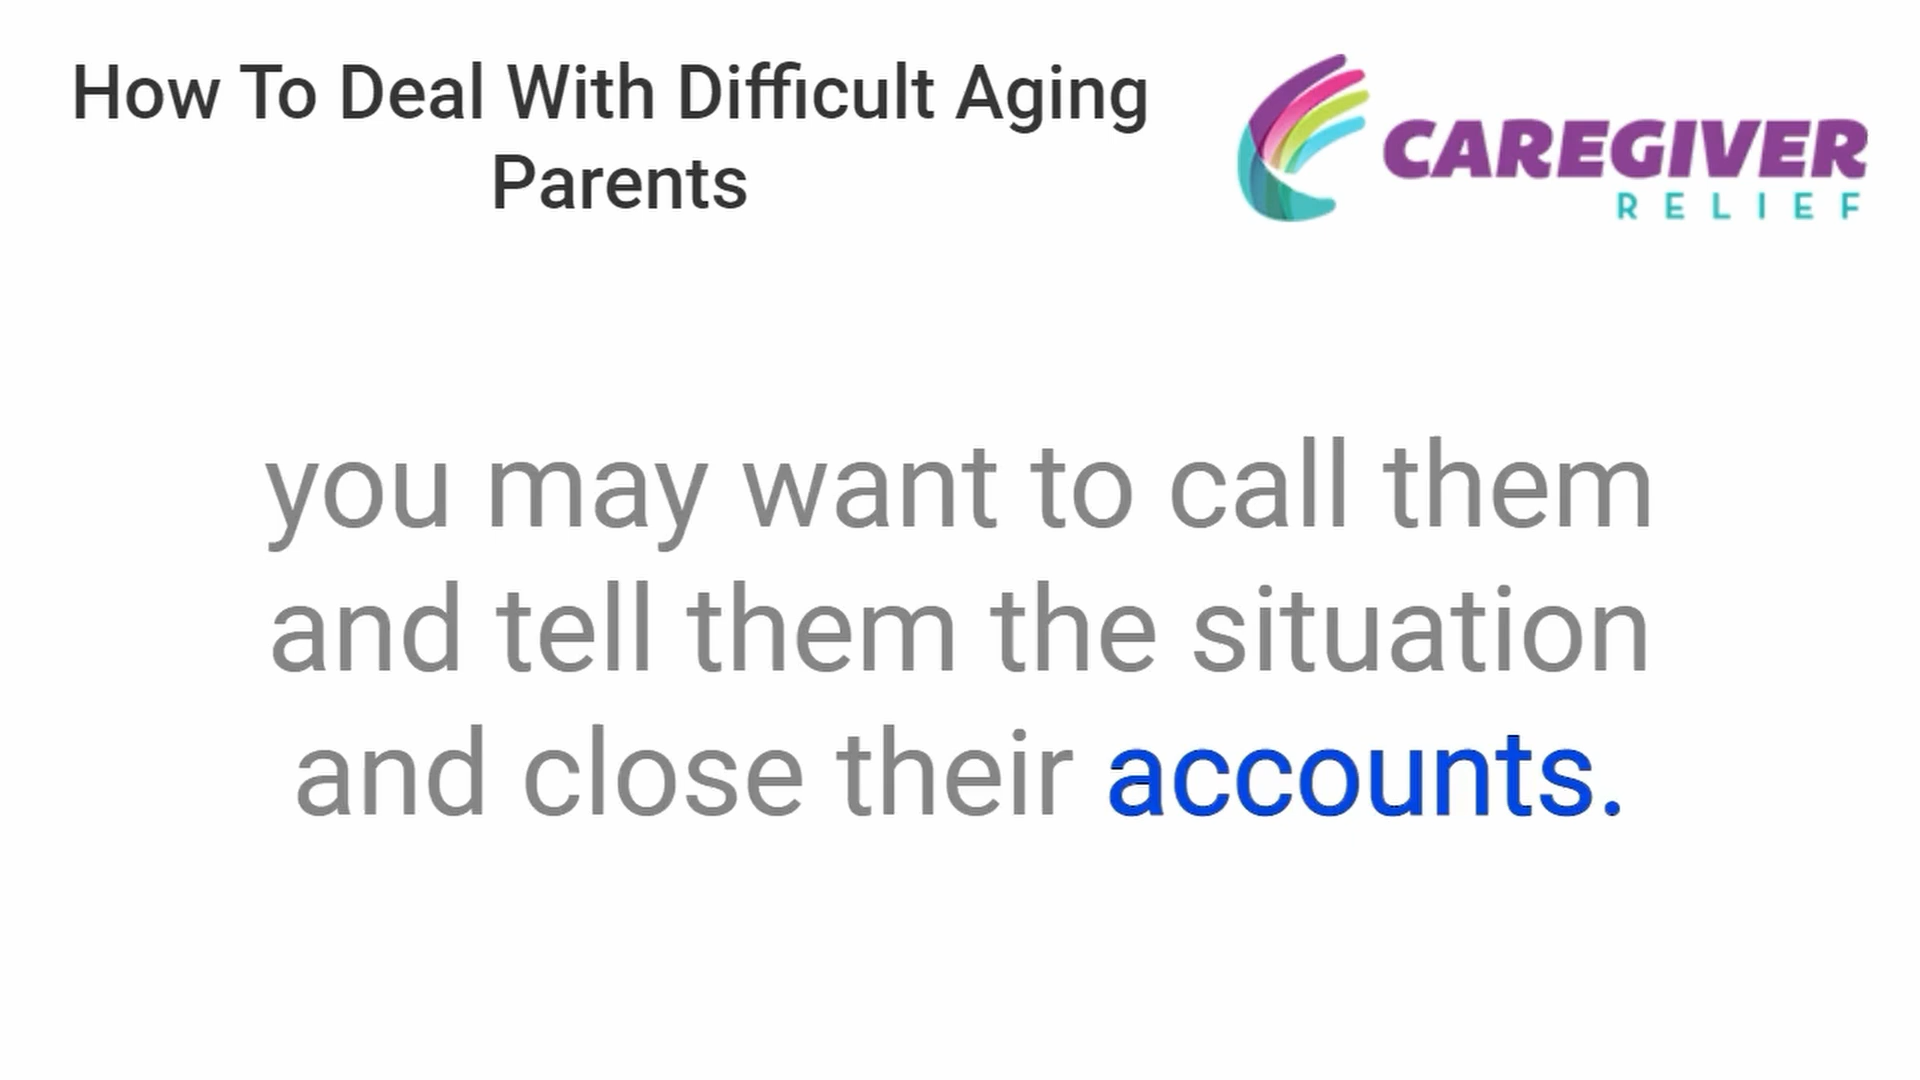 How To Deal With Difficult Aging
Parents
CAREGIVER
RELIEF
you may want to call them
and tell them the situation
and close their accounts.